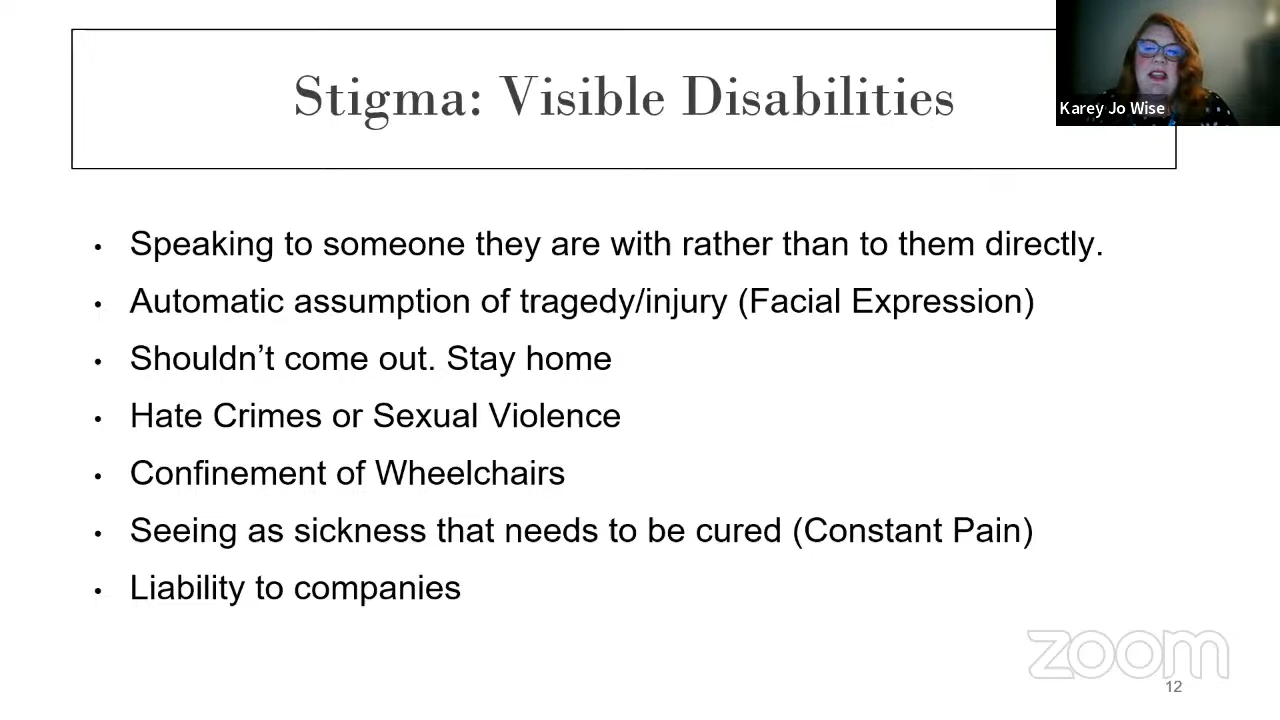 Stigma: Visible Disabilities
Karey Jo Wise
• Speaking to someone they are with rather than to them directly.
• Automatic assumption of tragedy/injury (Facial Expression)
• Shouldn’t come out. Stay home
• Hate Crimes or Sexual Violence
• Confinement of Wheelchairs
• Seeing as sickness that needs to be cured (Constant Pain)
• Liability to companies
zoom
12